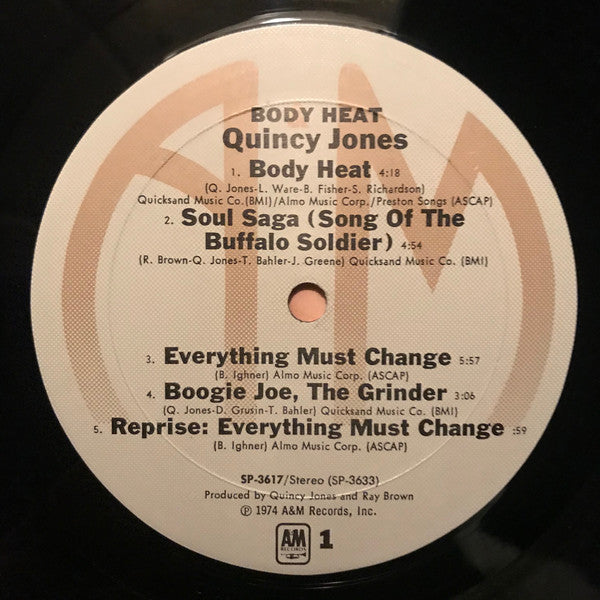 BODY HEAT
Quincy Jones
1. Body Heat 4:18
(Q. Jones-L. Ware-B. Fisher-S. Richardson)
Quicksand Music Co.(BMI)/Almo Music Corp./Preston Songs (ASCAP)
2. Soul Saga (Song Of The
Buffalo Soldier) 4:54
(R. Brown-Q. Jones-T. Bahler-J. Greene) Quicksand Music Co. (BMI)
3. Everything Must Change 5:57
(B. Ighner) Almo Music Corp. (ASCAP)
4. Boogie Joe, The Grinder 3:06
(Q. Jones-D. Grusin-T. Bahler) Quicksand Music Co. (BMI)
5. Reprise: Everything Must Change :59
(B. Ighner) Almo Music Corp. (ASCAP)
SP-3617/Stereo (SP-3633)
Produced by Quincy Jones and Ray Brown
℗ 1974 A&M Records, Inc.
A&M
RECORDS
1